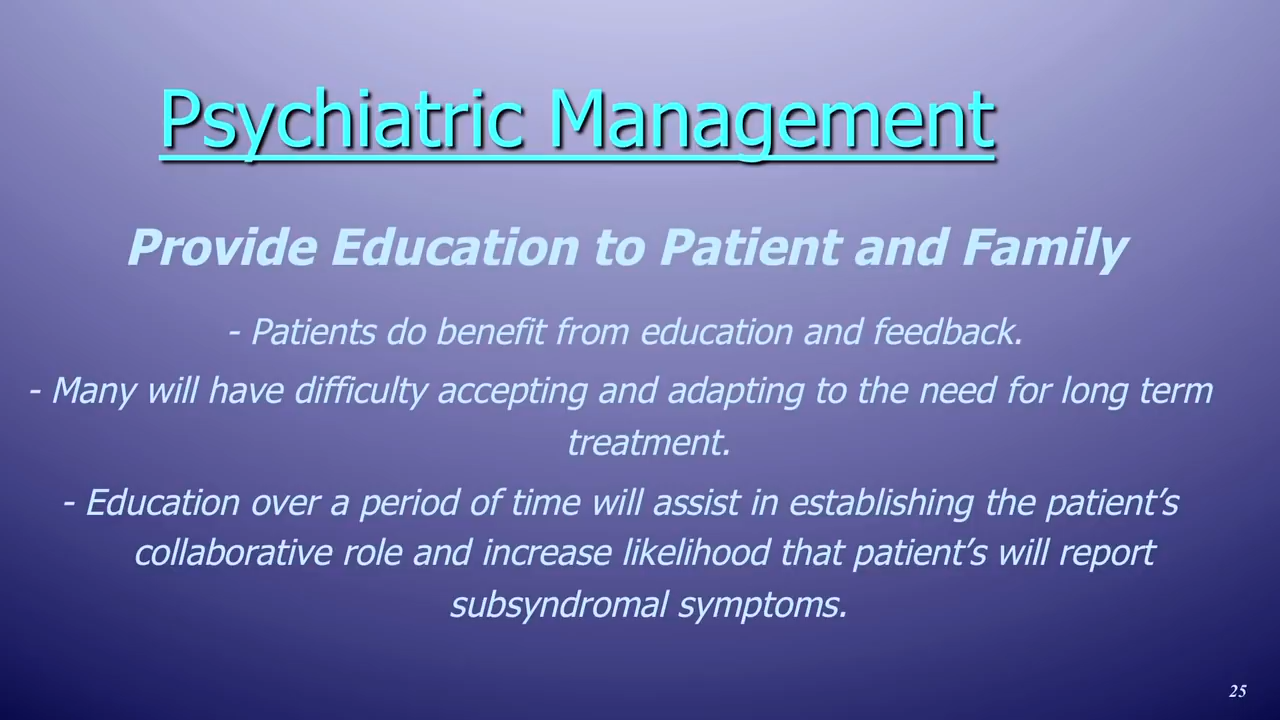 Psychiatric Management
Provide Education to Patient and Family
- Patients do benefit from education and feedback.
- Many will have difficulty accepting and adapting to the need for long term
treatment.
- Education over a period of time will assist in establishing the patient’s
collaborative role and increase likelihood that patient’s will report
subsyndromal symptoms.
25